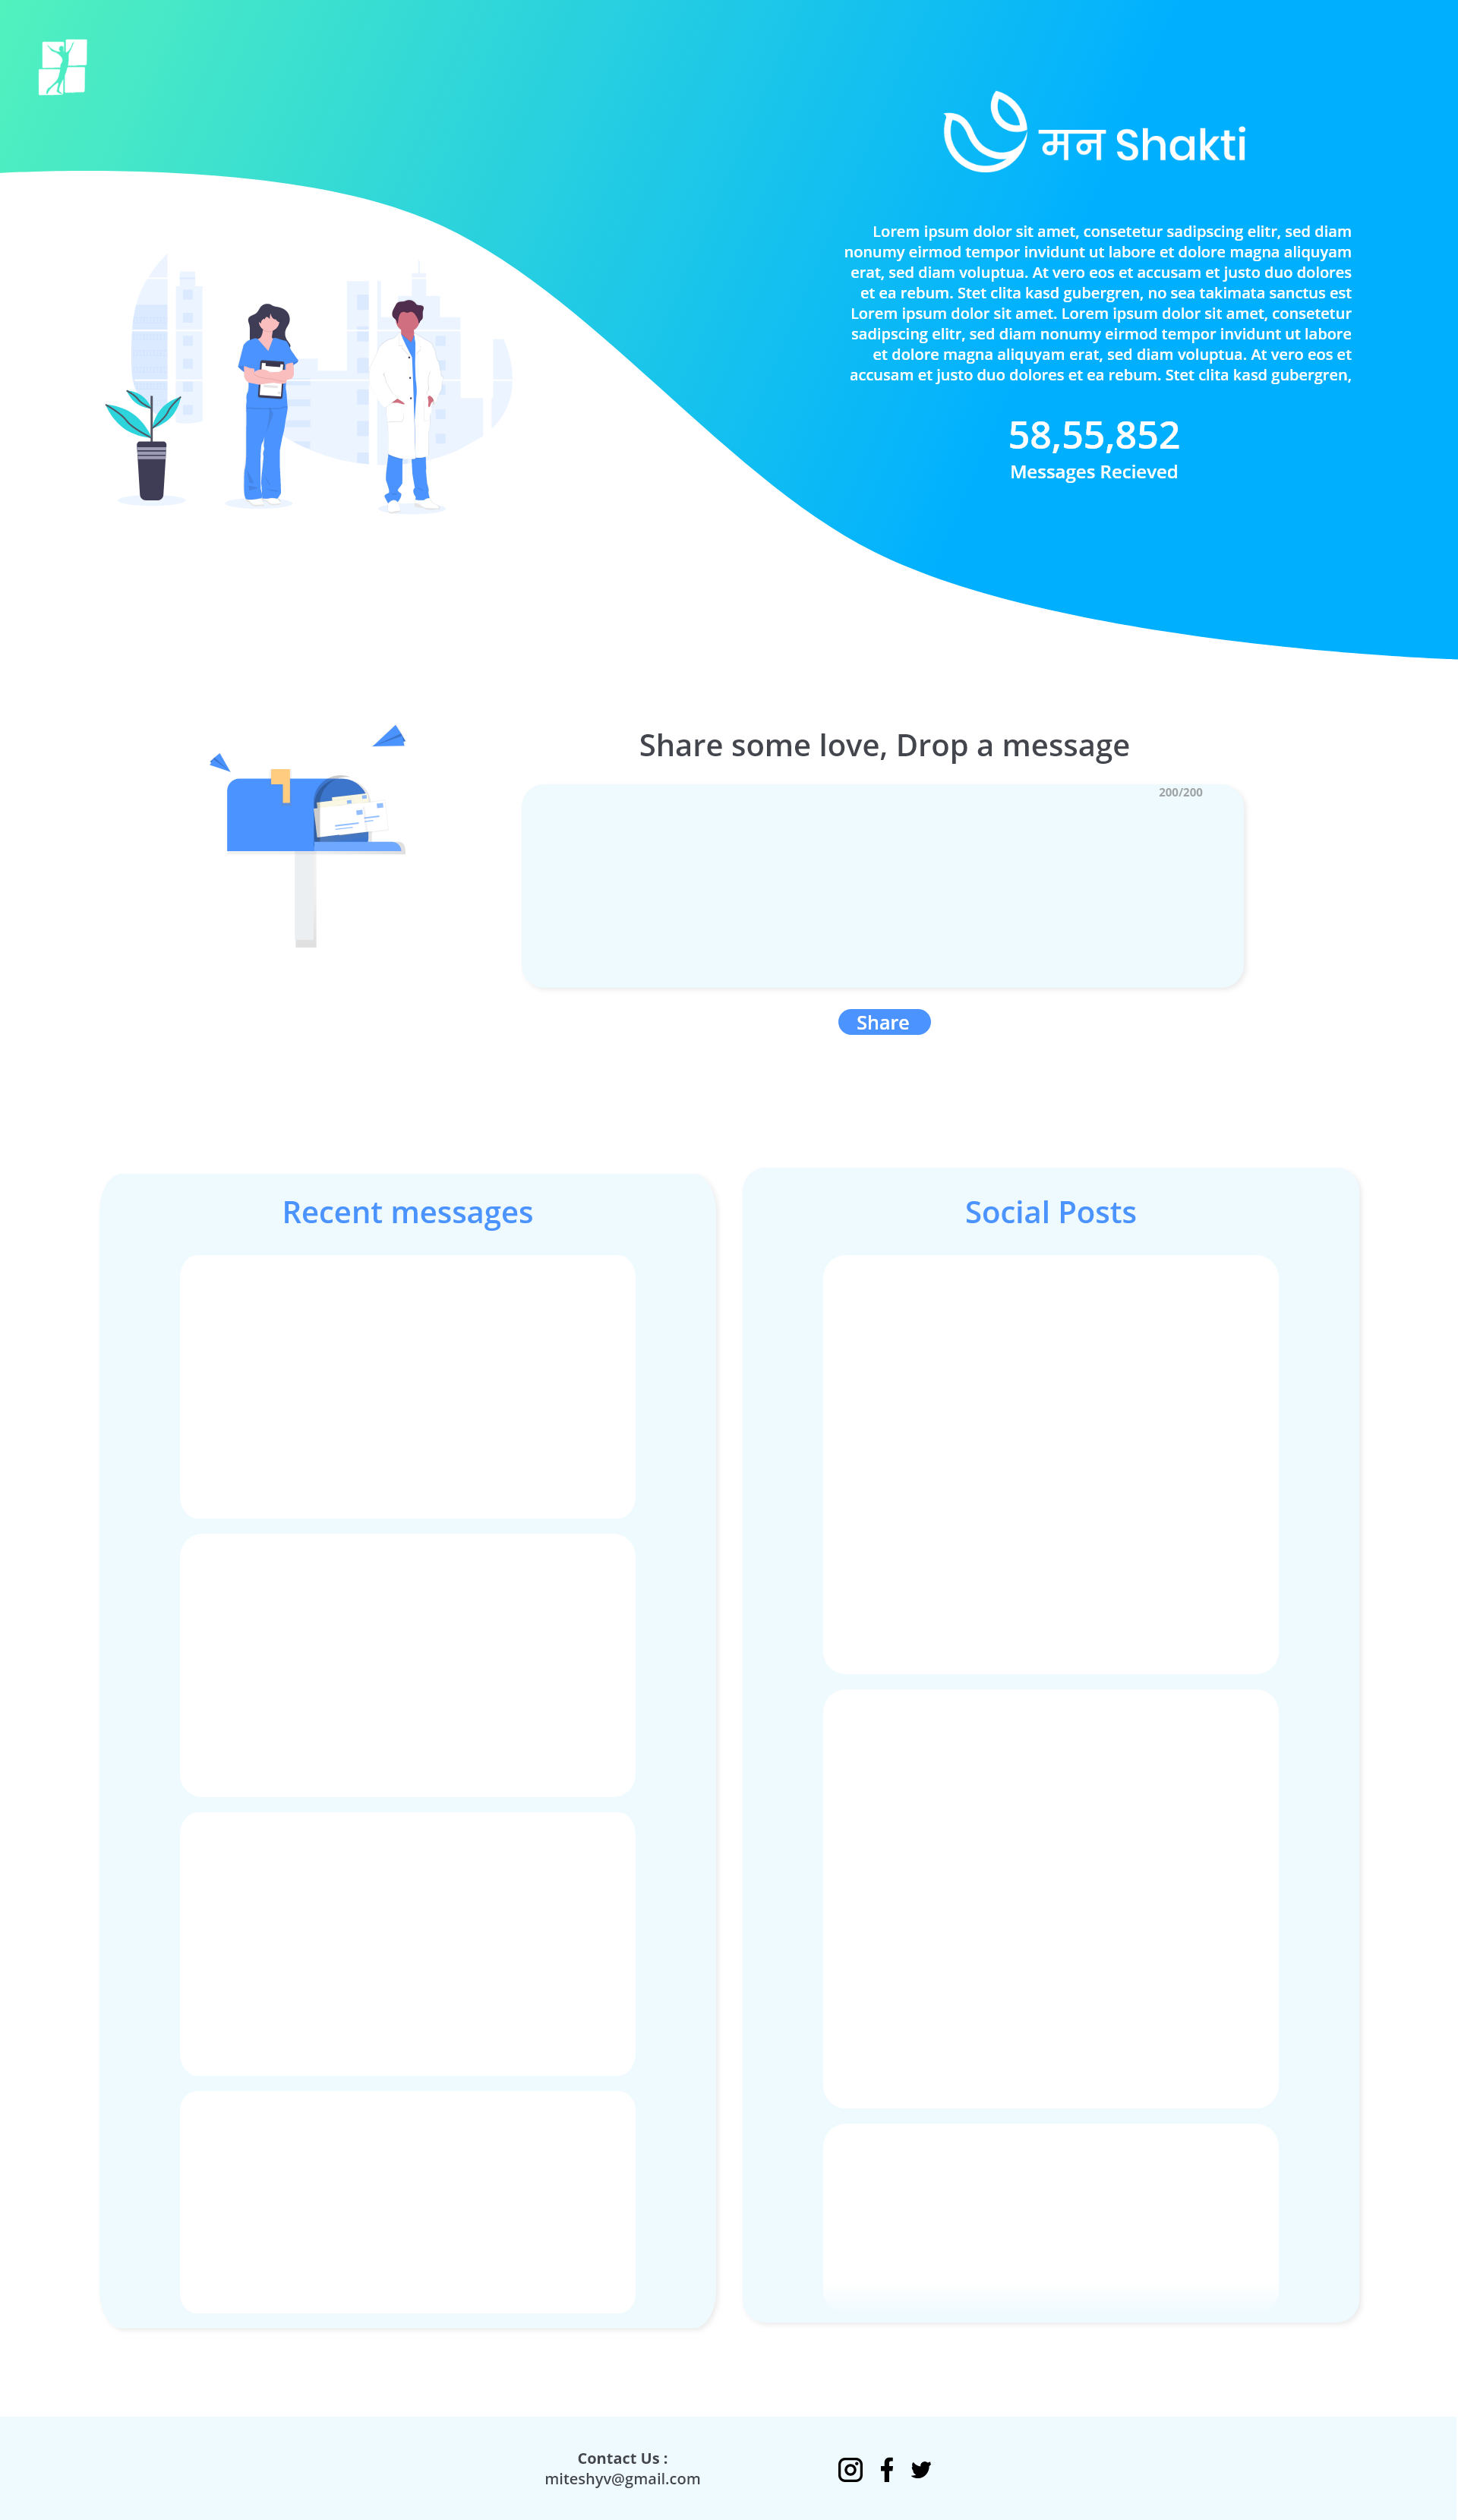 मन Shakti
Lorem ipsum dolor sit amet, consetetur sadipscing elitr, sed diam
nonumy eirmod tempor invidunt ut labore et dolore magna aliquyam
erat, sed diam voluptua. At vero eos et accusam et justo duo dolores
et ea rebum. Stet clita kasd gubergren, no sea takimata sanctus est
Lorem ipsum dolor sit amet. Lorem ipsum dolor sit amet, consetetur
sadipscing elitr, sed diam nonumy eirmod tempor invidunt ut labore
et dolore magna aliquyam erat, sed diam voluptua. At vero eos et
accusam et justo duo dolores et ea rebum. Stet clita kasd gubergren,
58,55,852
Messages Recieved
Share some love, Drop a message
200/200
Share
Recent messages
Social Posts
Contact Us :
miteshyv@gmail.com